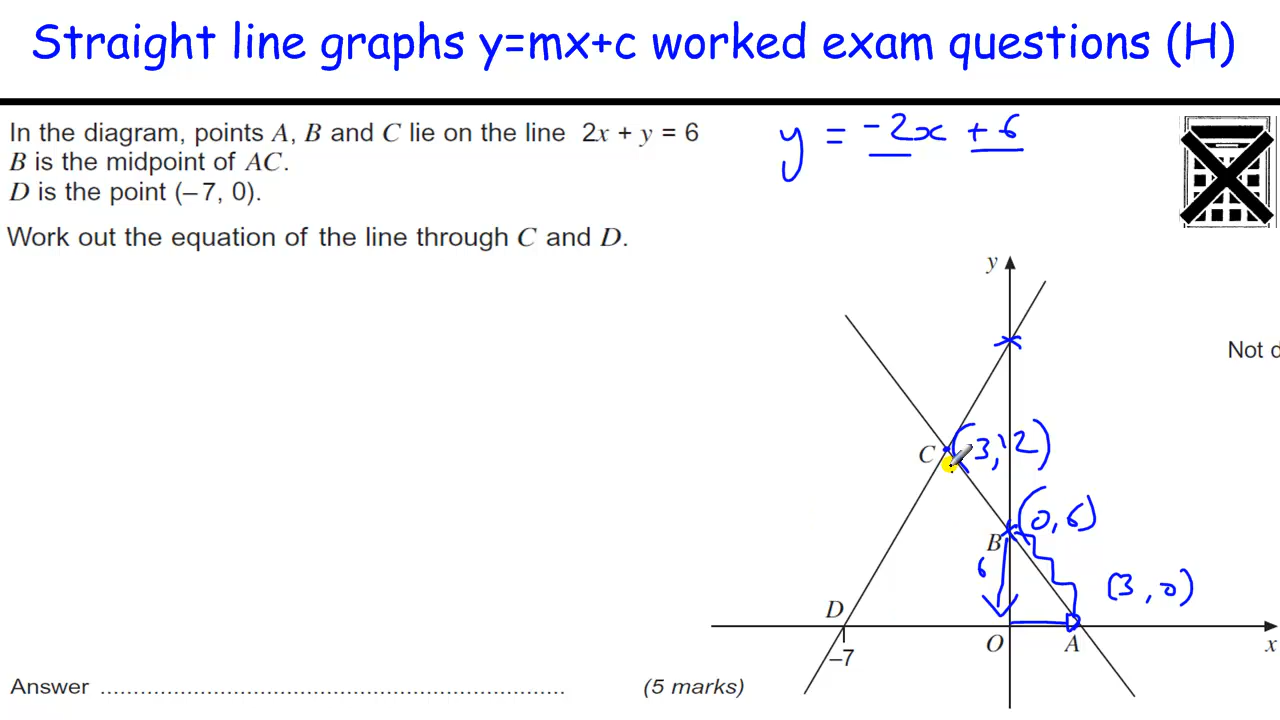 Straight line graphs y=mx+c worked exam questions (H)
In the diagram, points A, B and C lie on the line 2x + y = 6
B is the midpoint of AC.
D is the point (–7, 0).
Work out the equation of the line through C and D.
y = -2x + 6
y
Not d
C
(3, 12)
(0, 6)
B
6
(3, 0)
D
-7
O
A
x
Answer ......................................................................
(5 marks)